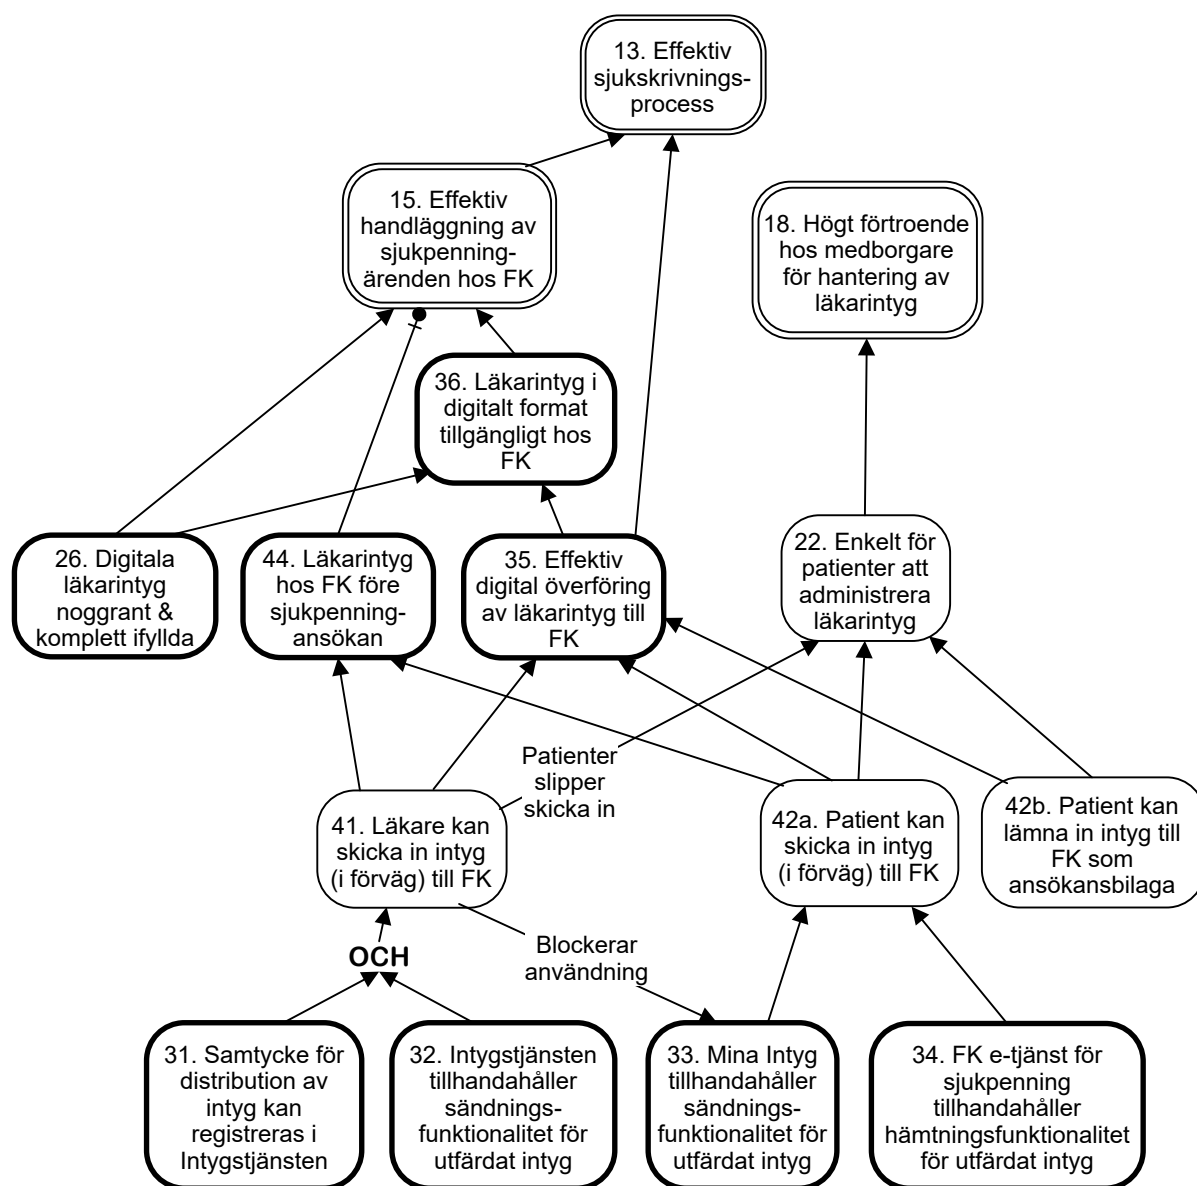 13. Effektiv
sjukskrivnings-
process
15. Effektiv
handläggning av
sjukpenning-
ärenden hos FK
18. Högt förtroende
hos medborgare
för hantering av
läkarintyg
36. Läkarintyg i
digitalt format
tillgängligt hos
FK
26. Digitala
läkarintyg
noggrant &
komplett ifyllda
44. Läkarintyg
hos FK före
sjukpenning-
ansökan
35. Effektiv
digital överföring
av läkarintyg till
FK
22. Enkelt för
patienter att
administrera
läkarintyg
Patienter
slipper
skicka in
41. Läkare kan
skicka in intyg
(i förväg) till FK
42a. Patient kan
skicka in intyg
(i förväg) till FK
42b. Patient kan
lämna in intyg till
FK som
ansökansbilaga
OCH
Blockerar
användning
31. Samtycke för
distribution av
intyg kan
registreras i
Intygstjänsten
32. Intygstjänsten
tillhandahåller
sändnings-
funktionalitet för
utfärdat intyg
33. Mina Intyg
tillhandahåller
sändnings-
funktionalitet för
utfärdat intyg
34. FK e-tjänst för
sjukpenning
tillhandahåller
hämtningsfunktionalitet
för utfärdat intyg